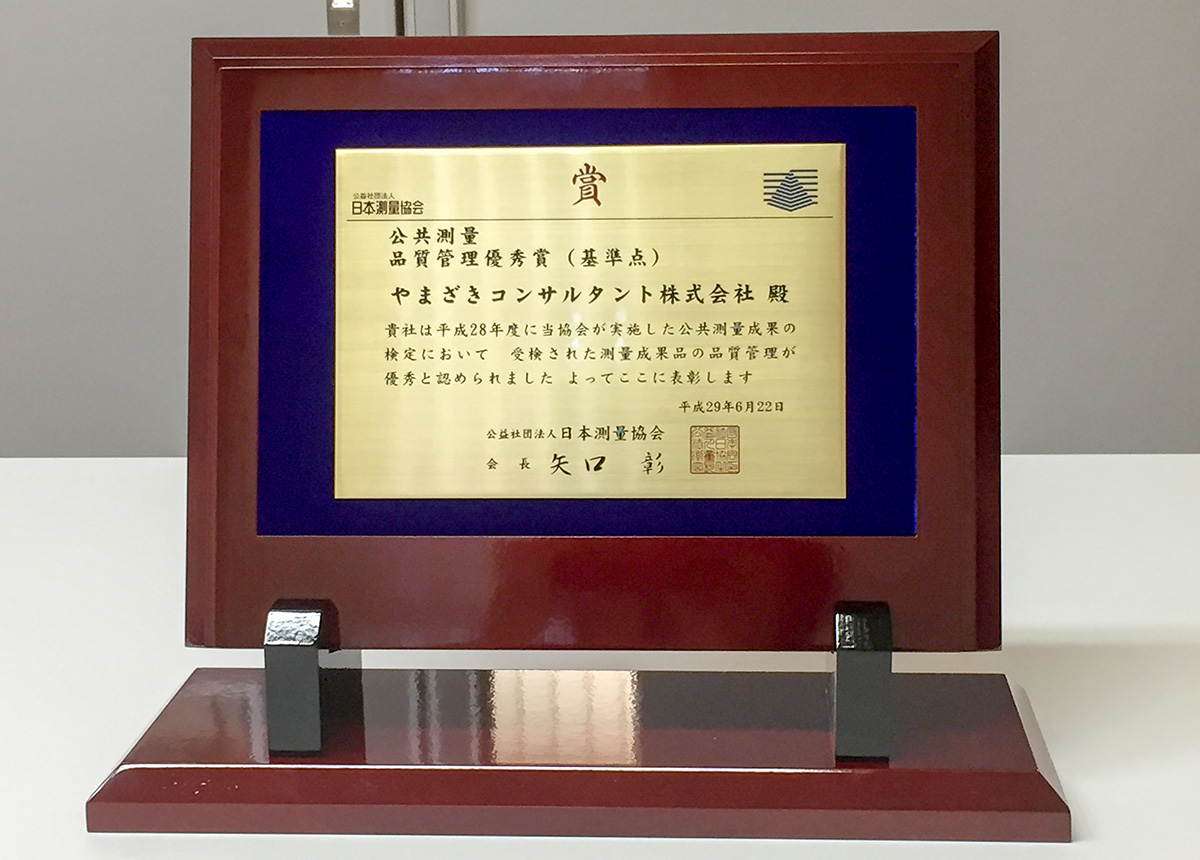 賞
公益社団法人
日本測量協会
公共測量
品質管理優秀賞(基準点)
やまざきコンサルタント株式会社 殿
貴社は平成28年度に当協会が実施した公共測量成果の
検定において 受検された測量成果品の品質管理が
優秀と認められました よってここに表彰します
平成29年6月22日
公益社団法人日本測量協会
会長 矢口 彰